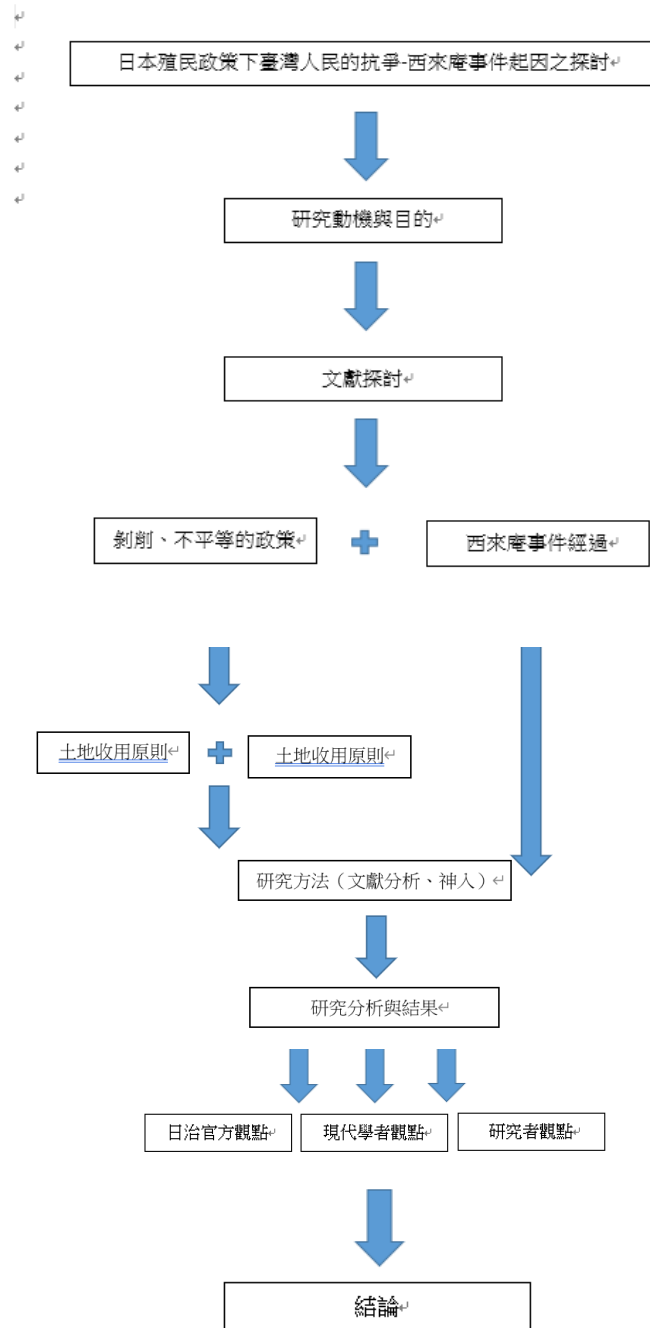 日本殖民政策下臺灣人民的抗爭-西來庵事件起因之探討
研究動機與目的
文獻探討
剝削、不平等的政策
西來庵事件經過
土地收用原則
土地收用原則
研究方法（文獻分析、神入）
研究分析與結果
日治官方觀點
現代學者觀點
研究者觀點
結論